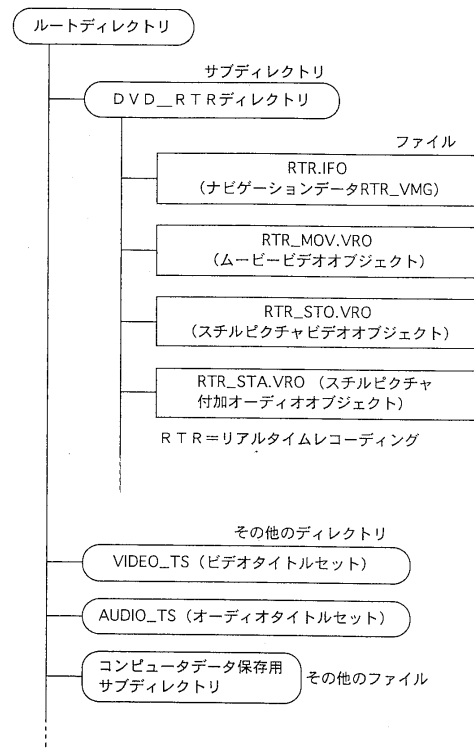 ルートディレクトリ
サブディレクトリ
ＤＶＤ＿ＲＴＲディレクトリ
ファイル
RTR.IFO
（ナビゲーションデータRTR_VMG）
RTR_MOV.VRO
（ムービービデオオブジェクト）
RTR_STO.VRO
（スチルピクチャビデオオブジェクト）
RTR_STA.VRO（スチルピクチャ
付加オーディオオブジェクト）
ＲＴＲ＝リアルタイムレコーディング
その他のディレクトリ
VIDEO_TS（ビデオタイトルセット）
AUDIO_TS（オーディオタイトルセット）
コンピュータデータ保存用
サブディレクトリ
その他のファイル